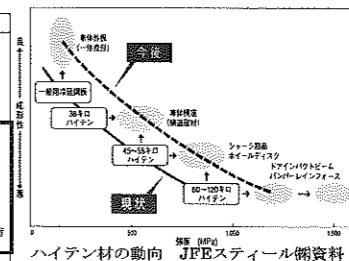 良
成形性
車体外板
(一体成形)
今後
一般用冷延鋼板
車体構造
(構造部材)
38キロ
ハイテン
45~55キロ
ハイテン
シャーシ部品
ホイールディスク
60~120キロ
ハイテン
ドアインパクトビーム
バンパーレインフォース
現状
0
500
1,000
1,500
強度 (MPa)
ハイテン材の動向 JFEスティール㈱資料